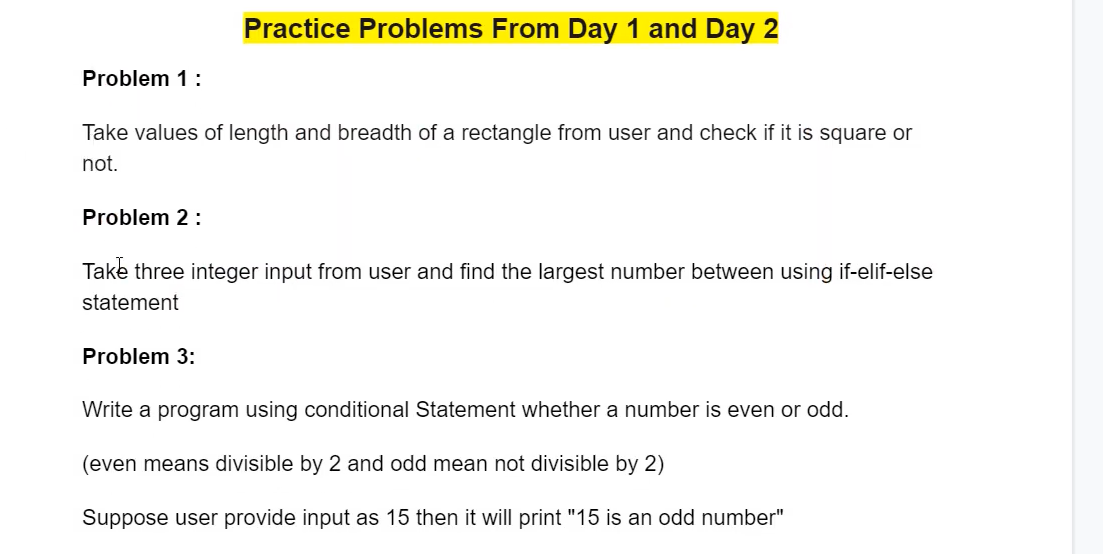 Practice Problems From Day 1 and Day 2
Problem 1 :
Take values of length and breadth of a rectangle from user and check if it is square or
not.
Problem 2 :
Take three integer input from user and find the largest number between using if-elif-else
statement
Problem 3:
Write a program using conditional Statement whether a number is even or odd.
(even means divisible by 2 and odd mean not divisible by 2)
Suppose user provide input as 15 then it will print "15 is an odd number"